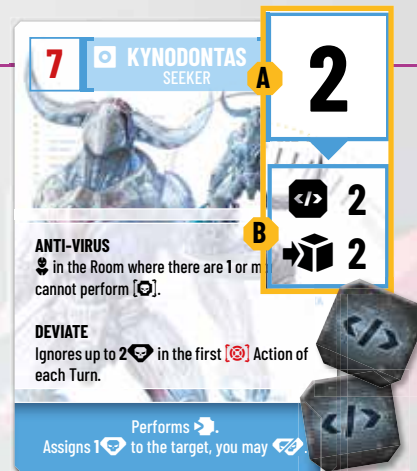 7
KYNODONTAS
SEEKER
A
2
</> 2
B
2
ANTI-VIRUS
in the Room where there are 1 or
cannot perform [ ].
DEVIATE
Ignores up to 2 in the first [ ] Action of
each Turn.
Performs .
Assigns 1 to the target, you may .
</> 
</>